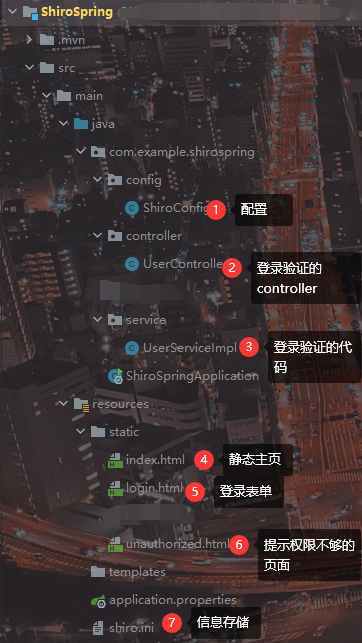 ShiroSpring
.mvn
src
main
java
com.example.shirospring
config
ShiroConfig 1 配置
controller
UserController 2 登录验证的
controller
service
UserServiceImpl 3 登录验证的代
码
ShiroSpringApplication
resources
static
index.html 4 静态主页
login.html 5 登录表单
unauthorized.html 6 提示权限不够的
页面
templates
application.properties
shiro.ini 7 信息存储